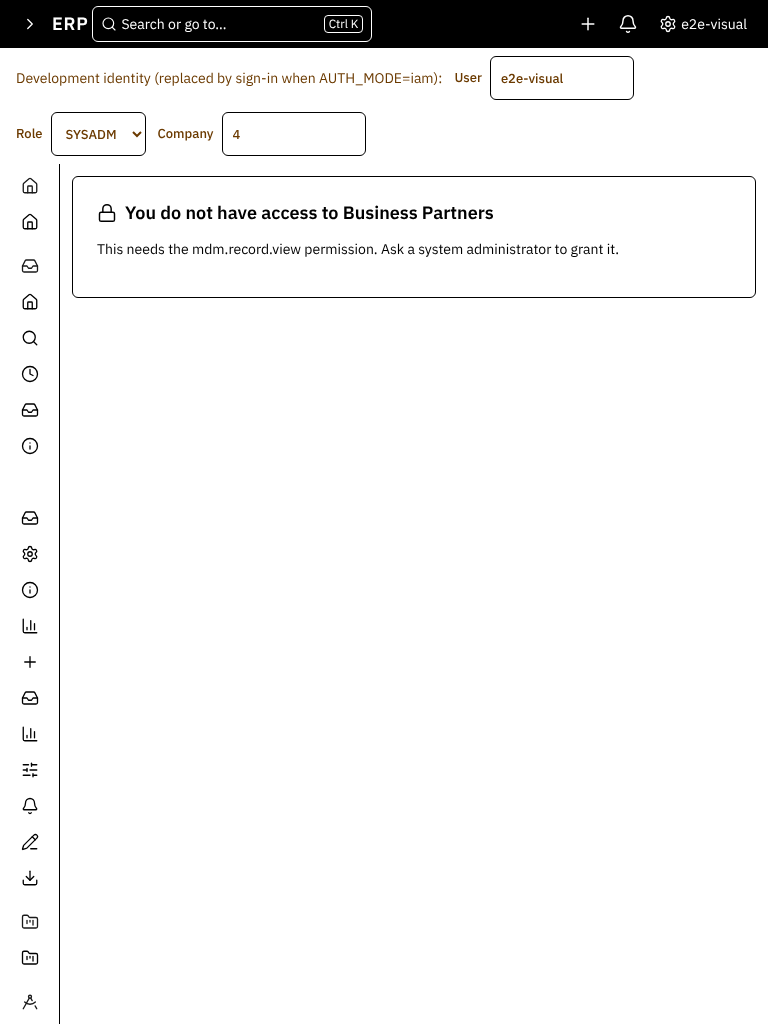 ERP Search or go to... Ctrl K e2e-visual
Development identity (replaced by sign-in when AUTH_MODE=iam): User e2e-visual
Role SYSADM Company 4
You do not have access to Business Partners
This needs the mdm.record.view permission. Ask a system administrator to grant it.